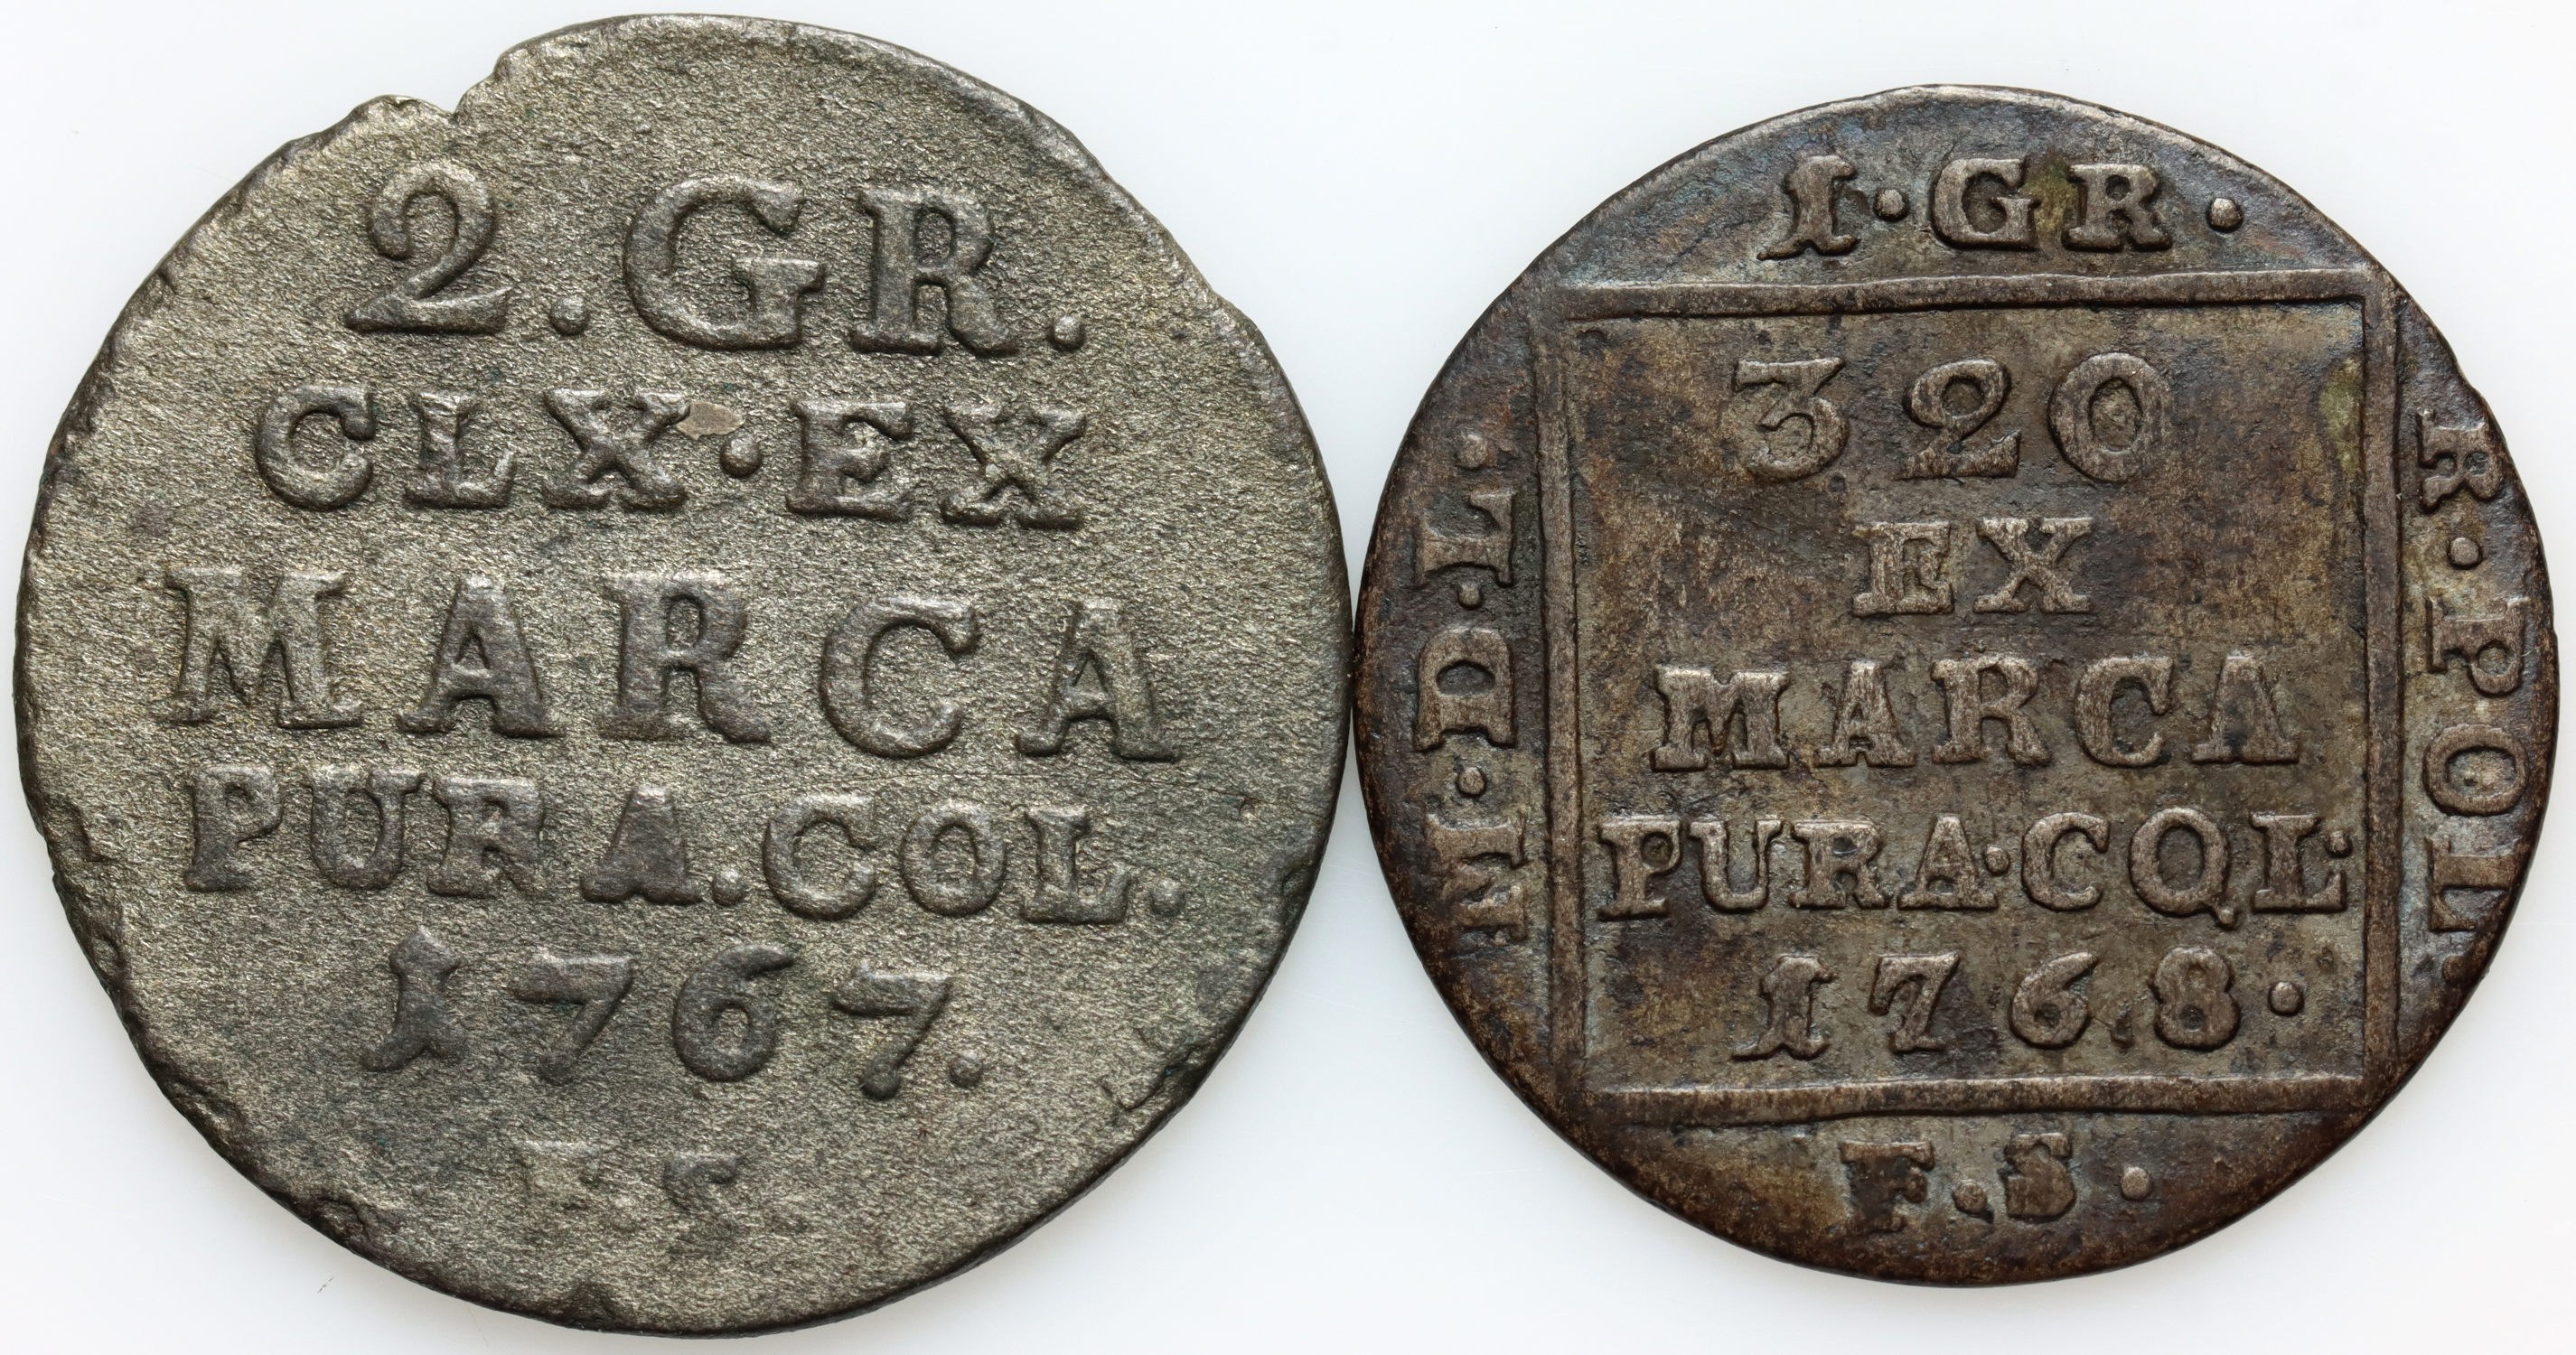 2. GR.
CLX · EX
MARCA
PURA. COL.
1767.
F. S.
I · GR ·
320
EX
MARCA
PURA · COL ·
1768 ·
F. S ·
M · D · L ·
R · POL ·